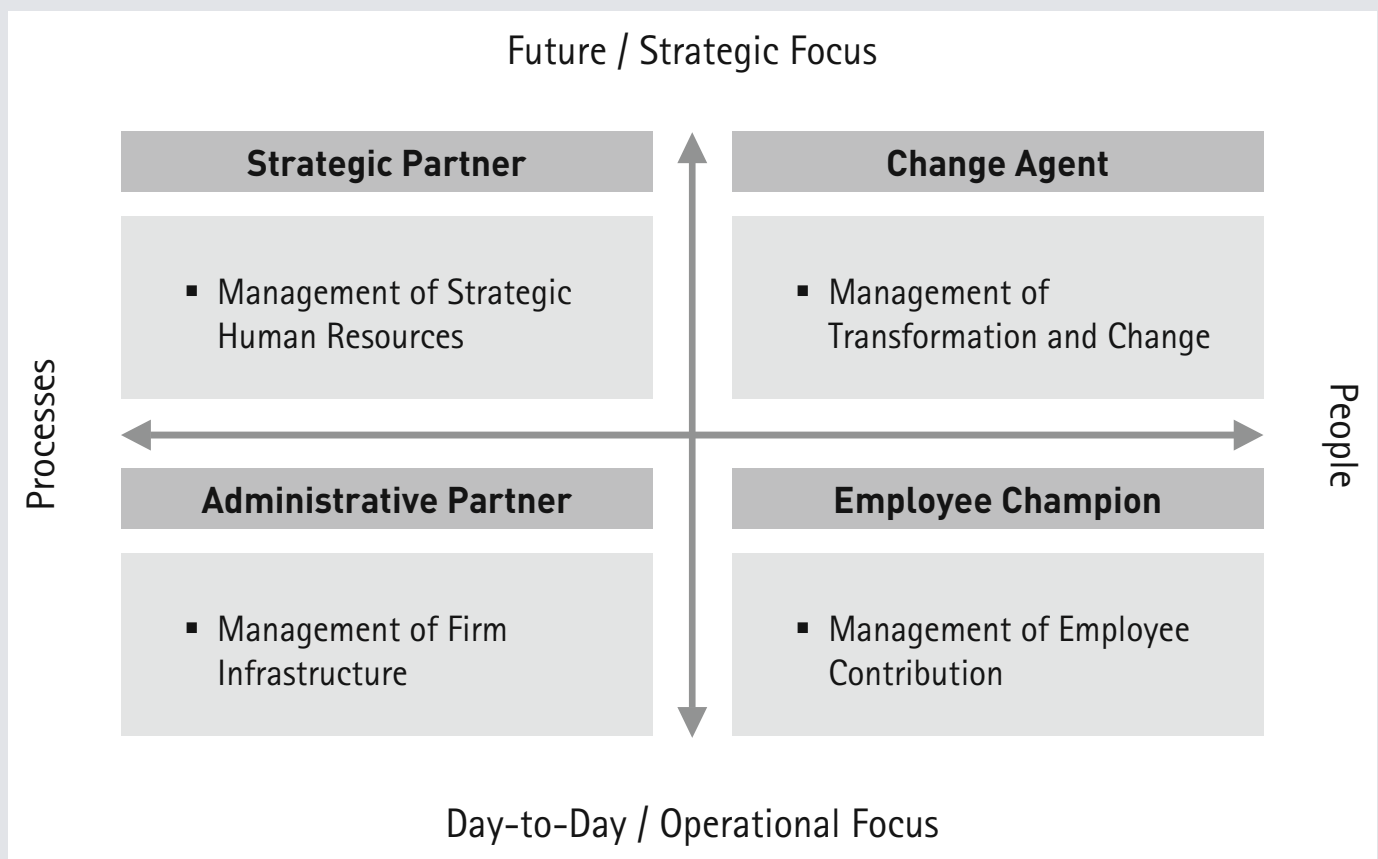 Future / Strategic Focus
Strategic Partner
▪ Management of Strategic
Human Resources
Change Agent
▪ Management of
Transformation and Change
Processes
People
Administrative Partner
▪ Management of Firm
Infrastructure
Employee Champion
▪ Management of Employee
Contribution
Day-to-Day / Operational Focus